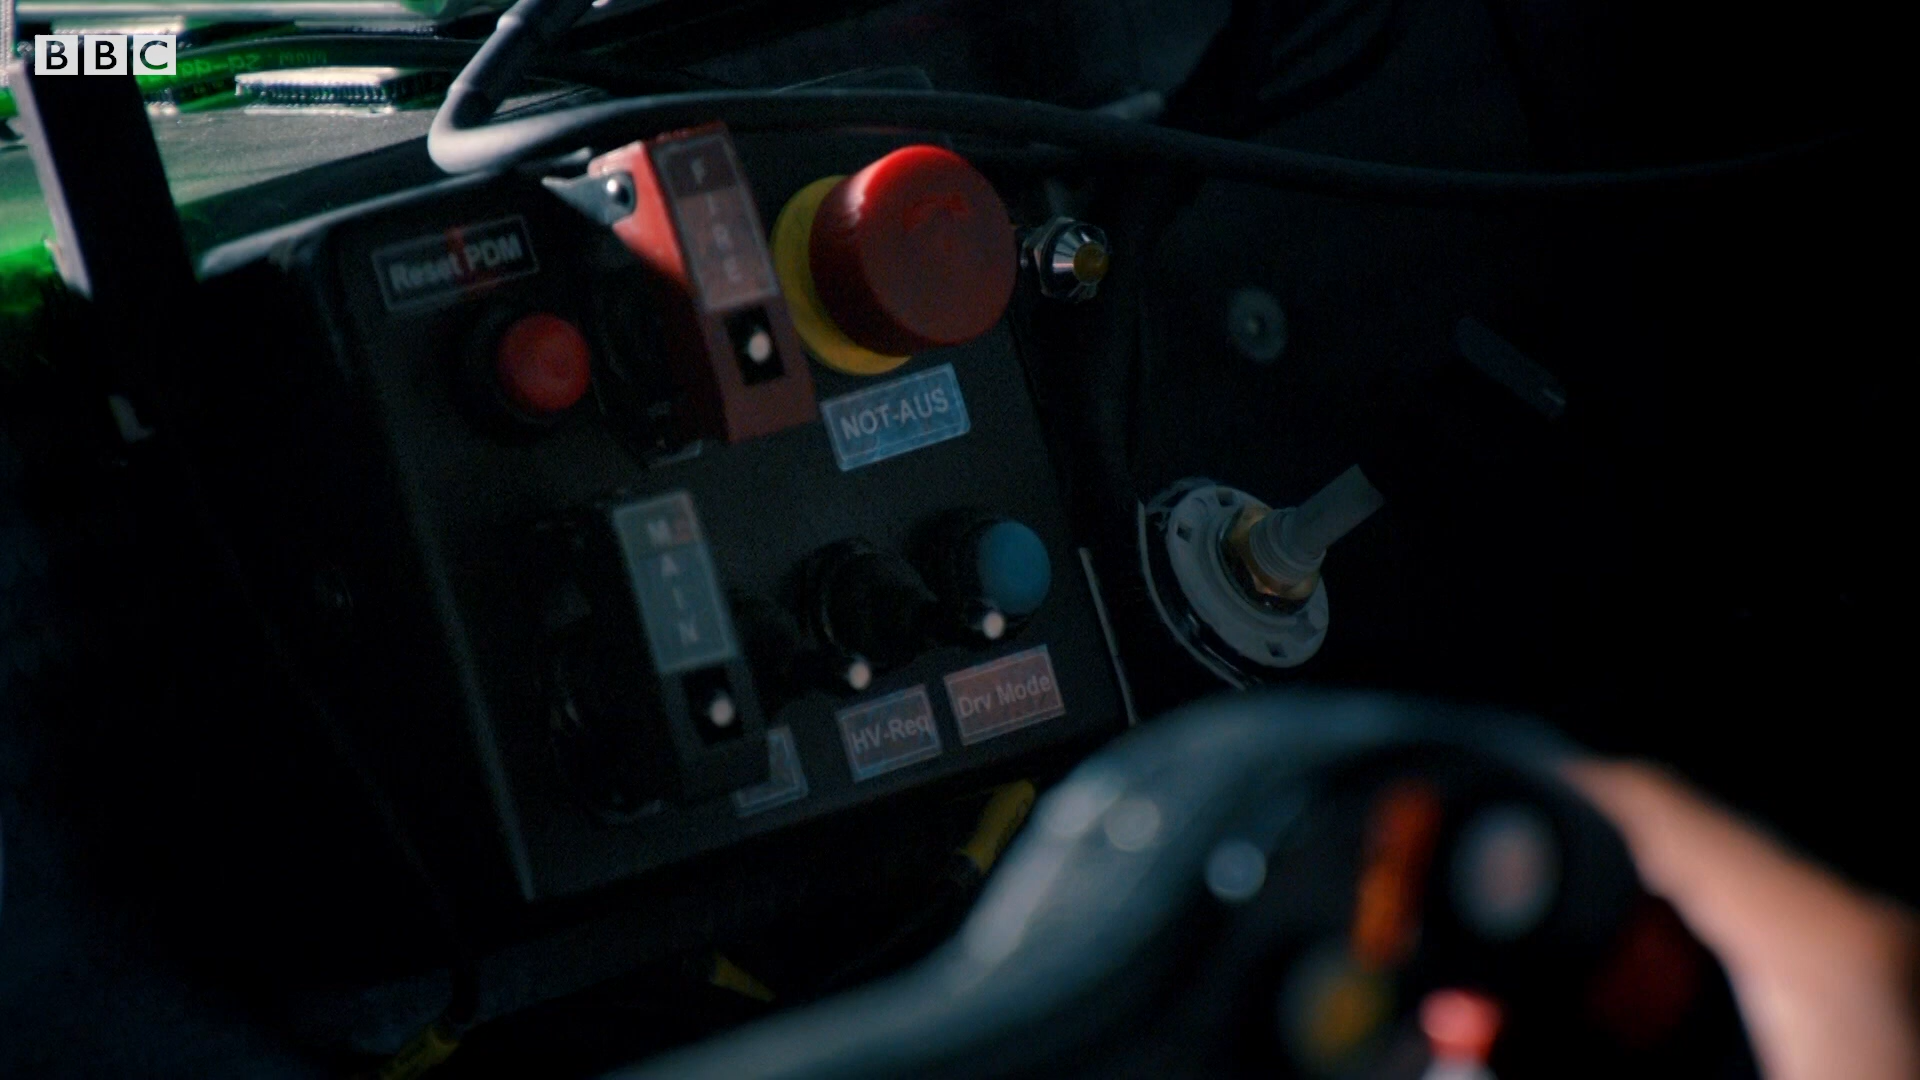 BBC
Reset PDM
FIRE
NOT-AUS
MAIN
HV-Req
Drv Mode